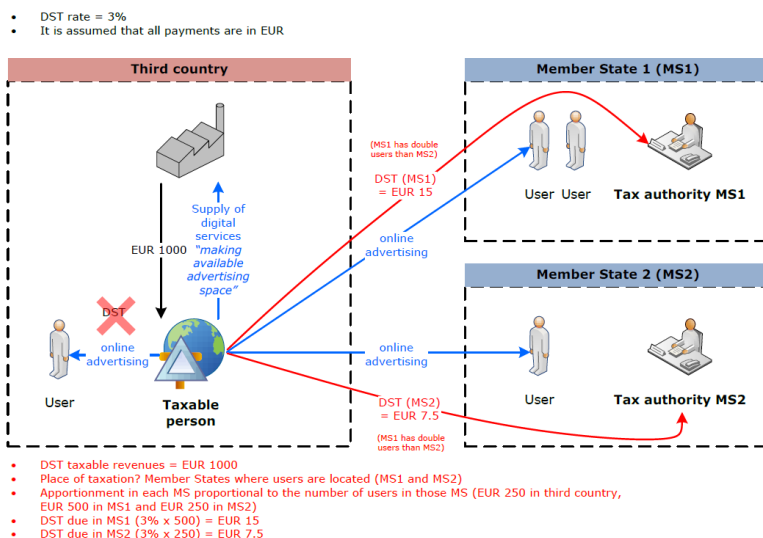 • DST rate = 3%
• It is assumed that all payments are in EUR
Third country
Member State 1 (MS1)
(MS1 has double
users than MS2)
DST (MS1)
= EUR 15
User User
Tax authority MS1
Supply of
digital
services
"making
available
advertising
space"
EUR 1000
online
advertising
Member State 2 (MS2)
DST
online
advertising
online
advertising
User
Taxable
person
DST (MS2)
= EUR 7.5
(MS1 has double
users than MS2)
User
Tax authority MS2
• DST taxable revenues = EUR 1000
• Place of taxation? Member States where users are located (MS1 and MS2)
• Apportionment in each MS proportional to the number of users in those MS (EUR 250 in third country,
EUR 500 in MS1 and EUR 250 in MS2)
• DST due in MS1 (3% x 500) = EUR 15
• DST due in MS2 (3% x 250) = EUR 7.5